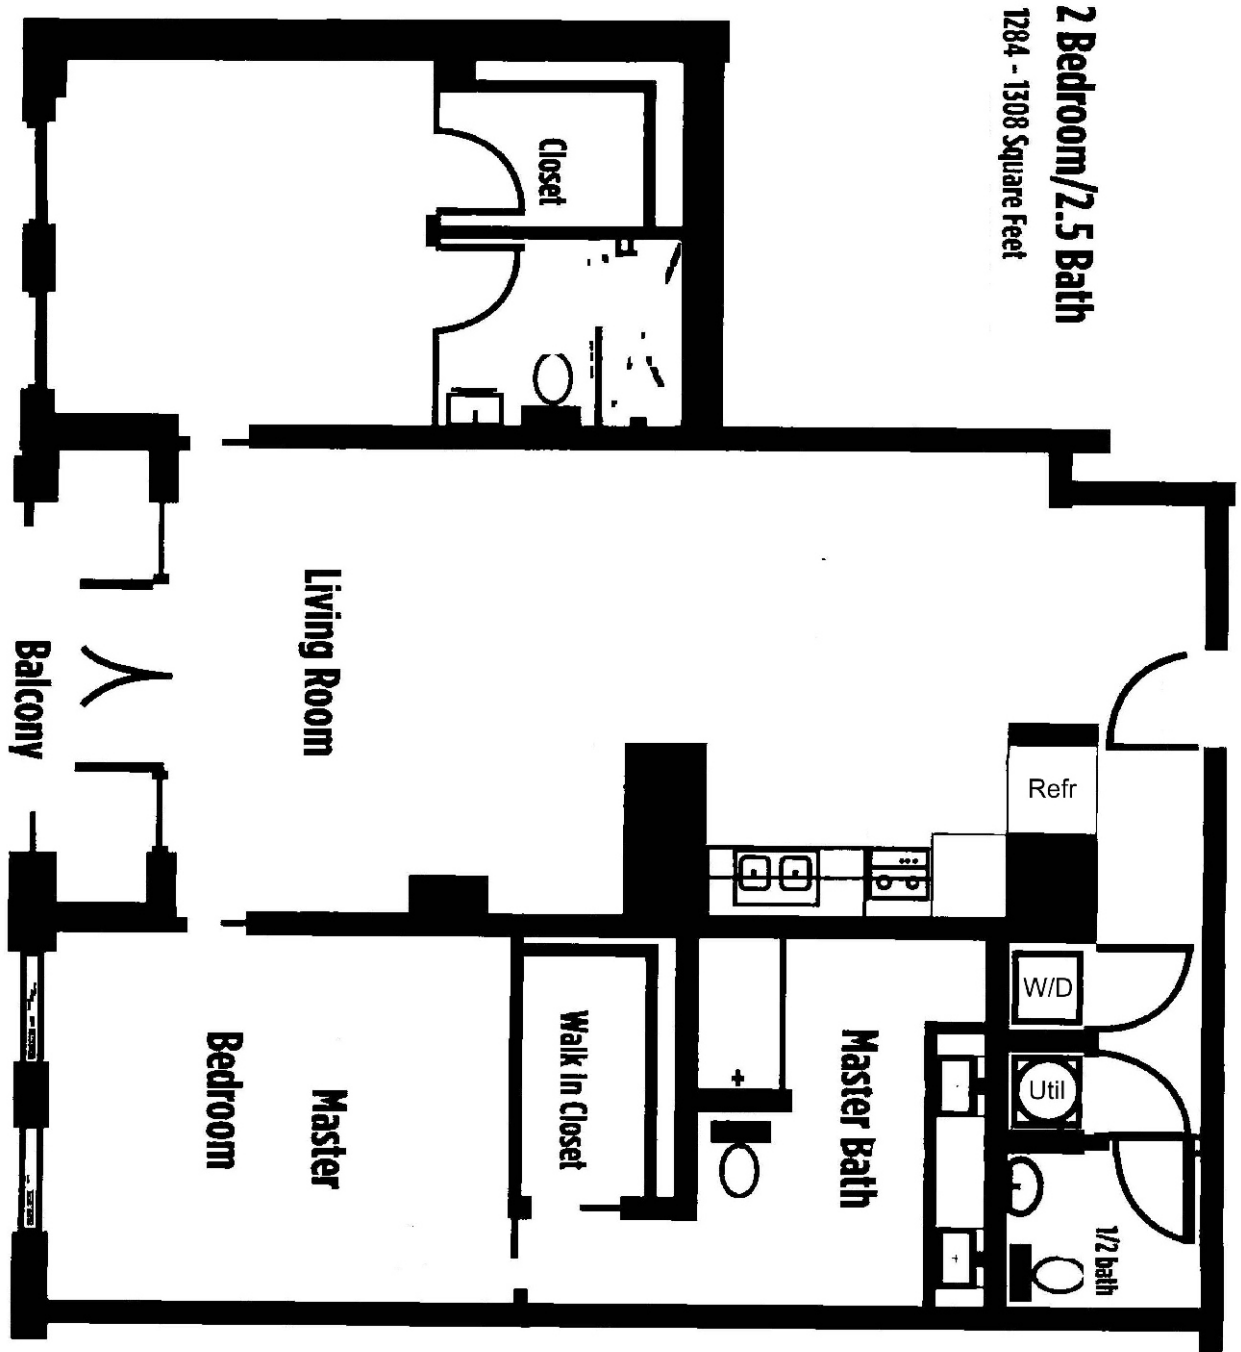 2 Bedroom/2.5 Bath
1284 - 1308 Square Feet
Closet
Living Room
Balcony
Refr
W/D
Util
1/2 bath
Master Bath
Walk In Closet
Master
Bedroom